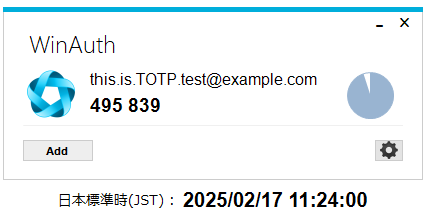 WinAuth
this.is.TOTP.test@example.com
495 839
Add
日本標準時(JST)： 2025/02/17 11:24:00